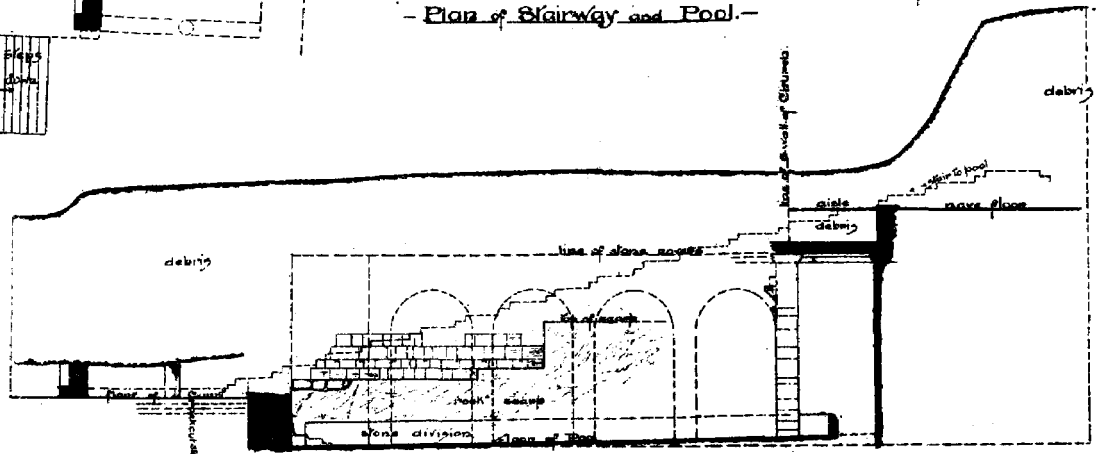 - Plan of Stairway and Pool. -
Steps
down
debris
line of S wall of Church
stair to pool
aisle
nave floor
debris
line of stone
debris
top of scarp
floor of Court
rock scarp
stone division
floor of Pool